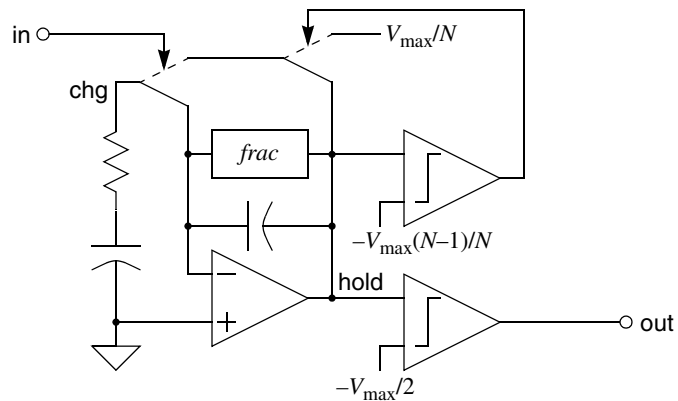 in
V_max/N
chg
frac
−V_max(N−1)/N
hold
−
+
out
−V_max/2